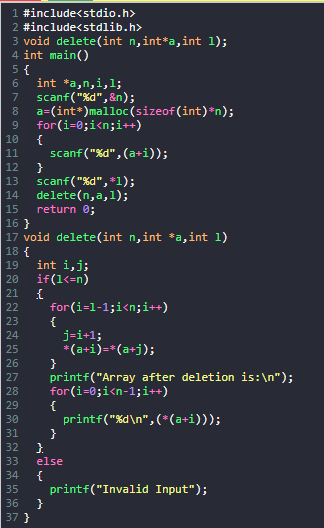 1 #include<stdio.h>
2 #include<stdlib.h>
3 void delete(int n,int*a,int l);
4 int main()
5 {
6 int *a,n,i,l;
7 scanf("%d",&n);
8 a=(int*)malloc(sizeof(int)*n);
9 for(i=0;i<n;i++)
10 {
11 scanf("%d",(a+i));
12 }
13 scanf("%d",*l);
14 delete(n,a,l);
15 return 0;
16 }
17 void delete(int n,int *a,int l)
18 {
19 int i,j;
20 if(l<=n)
21 {
22 for(i=l-1;i<n;i++)
23 {
24 j=i+1;
25 *(a+i)=*(a+j);
26 }
27 printf("Array after deletion is:\n");
28 for(i=0;i<n-1;i++)
29 {
30 printf("%d\n",(*(a+i)));
31 }
32 }
33 else
34 {
35 printf("Invalid Input");
36 }
37 }